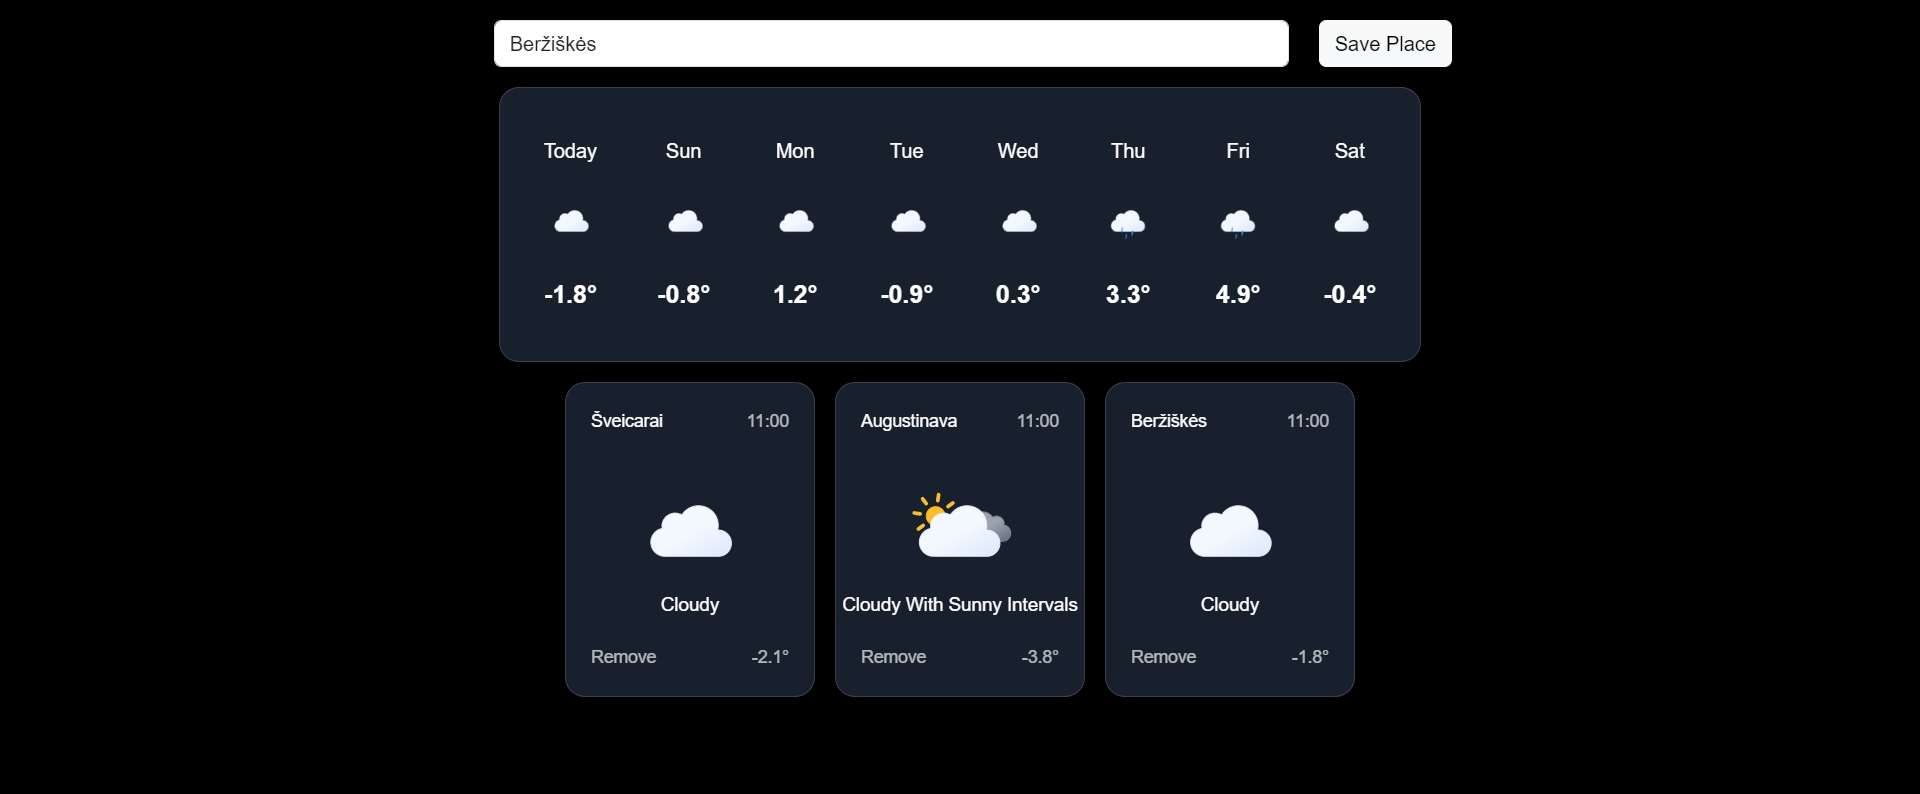 Beržiškės Save Place
Today Sun Mon Tue Wed Thu Fri Sat
-1.8° -0.8° 1.2° -0.9° 0.3° 3.3° 4.9° -0.4°
Šveicarai 11:00
Cloudy
Remove -2.1°
Augustinava 11:00
Cloudy With Sunny Intervals
Remove -3.8°
Beržiškės 11:00
Cloudy
Remove -1.8°